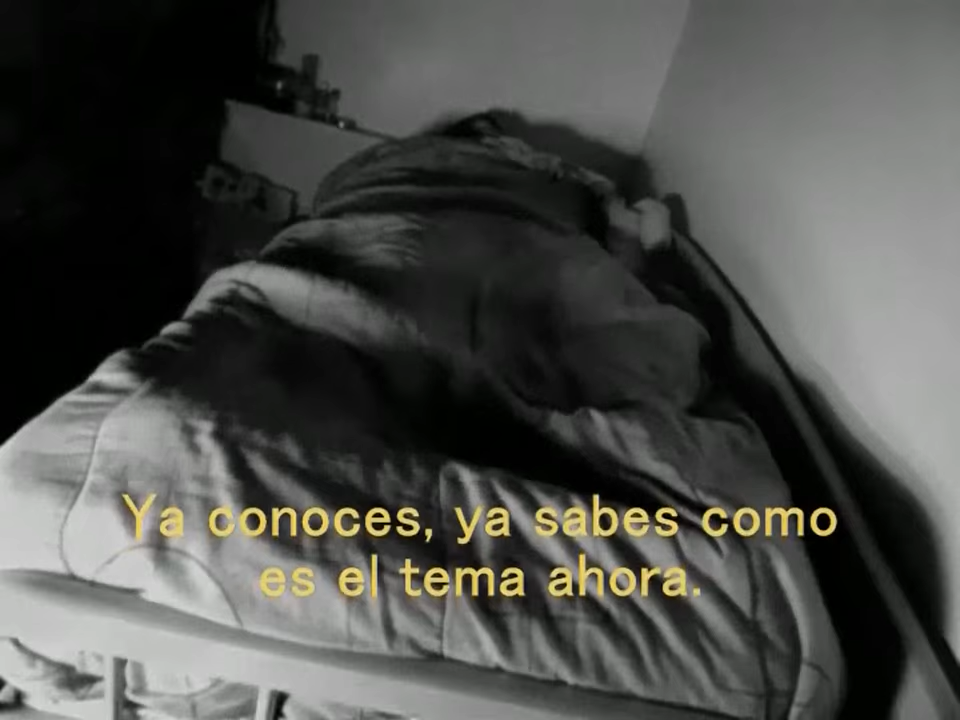 Ya conoces, ya sabes como
es el tema ahora.